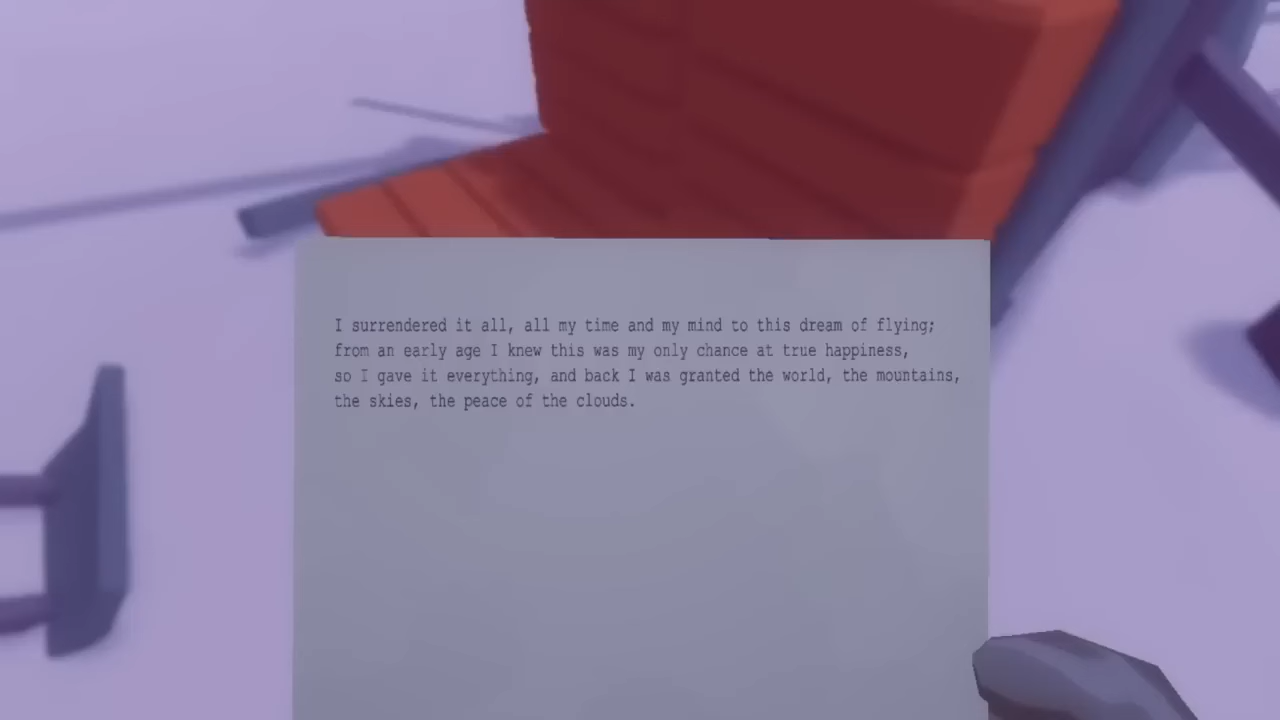 I surrendered it all, all my time and my mind to this dream of flying;
from an early age I knew this was my only chance at true happiness,
so I gave it everything, and back I was granted the world, the mountains,
the skies, the peace of the clouds.